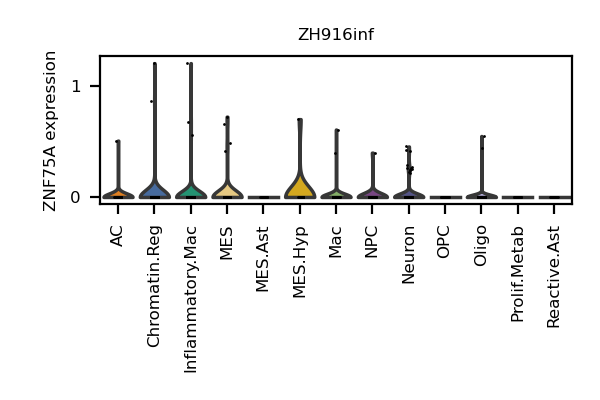 ZH916inf
ZNF75A expression
1
0
AC
Chromatin.Reg
Inflammatory.Mac
MES
MES.Ast
MES.Hyp
Mac
NPC
Neuron
OPC
Oligo
Prolif.Metab
Reactive.Ast